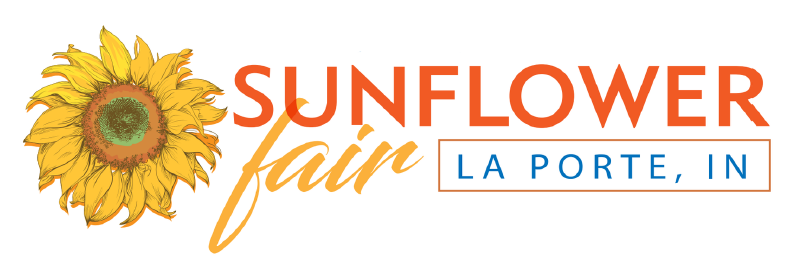 SUNFLOWER
fair
LA PORTE, IN